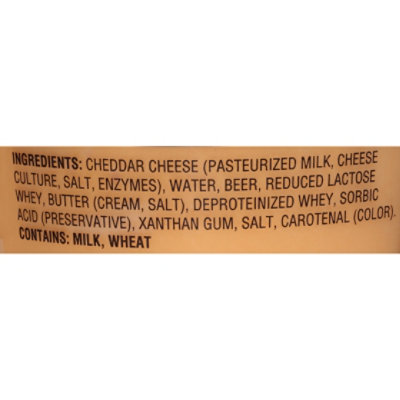 INGREDIENTS: CHEDDAR CHEESE (PASTEURIZED MILK, CHEESE
CULTURE, SALT, ENZYMES), WATER, BEER, REDUCED LACTOSE
WHEY, BUTTER (CREAM, SALT), DEPROTEINIZED WHEY, SORBIC
ACID (PRESERVATIVE), XANTHAN GUM, SALT, CAROTENAL (COLOR).
CONTAINS: MILK, WHEAT